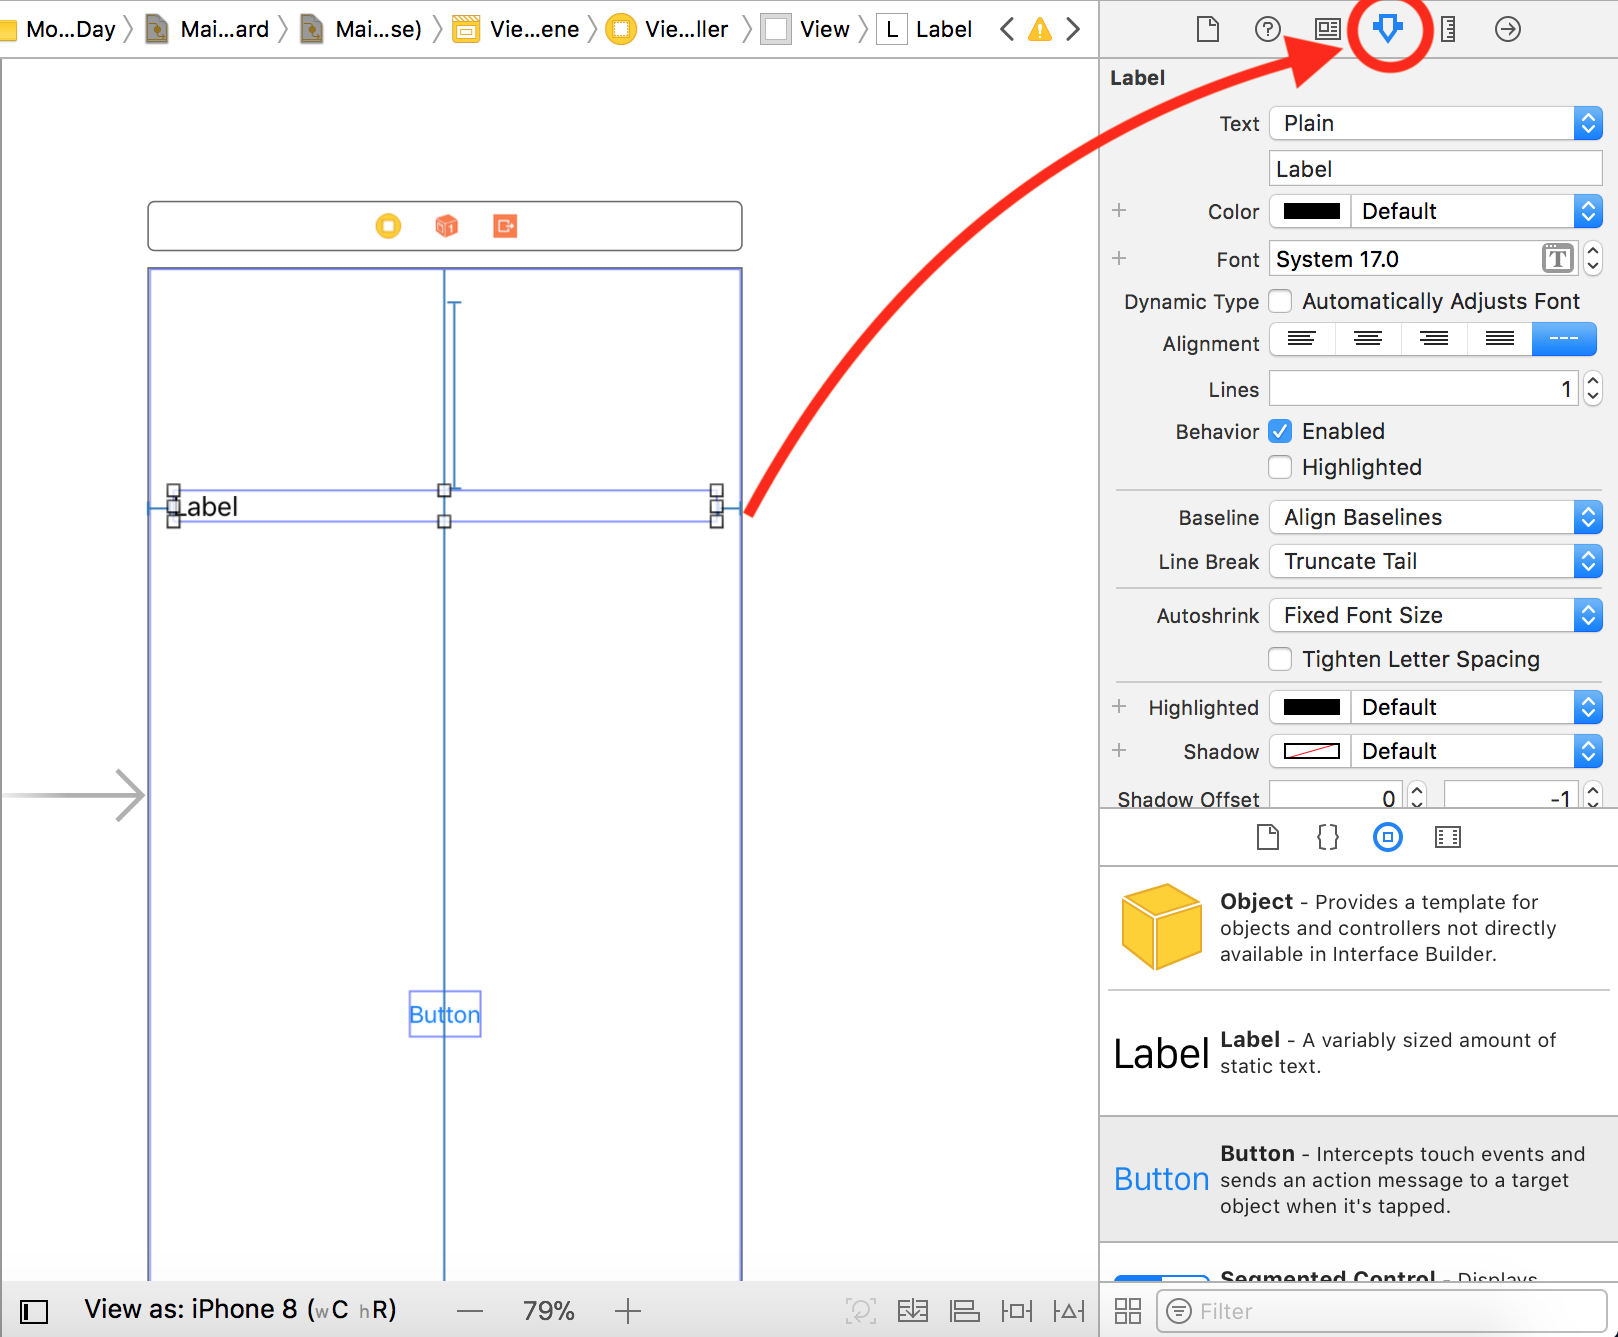 Mo...Day
Mai...ard
Mai...se)
Vie...ene
Vie...ller
View
L
Label
Label
Text
Plain
Label
Color
Default
Font
System 17.0
T
Dynamic Type
Automatically Adjusts Font
Alignment
Lines
1
Behavior
Enabled
Highlighted
Baseline
Align Baselines
Line Break
Truncate Tail
Autoshrink
Fixed Font Size
Tighten Letter Spacing
Highlighted
Default
Shadow
Default
Shadow Offset
0
-1
Label
Button
Object - Provides a template for
objects and controllers not directly
available in Interface Builder.
Label
Label - A variably sized amount of
static text.
Button
Button - Intercepts touch events and
sends an action message to a target
object when it's tapped.
Segmented Control - Displays
View as: iPhone 8 (wC hR)
79%
Filter